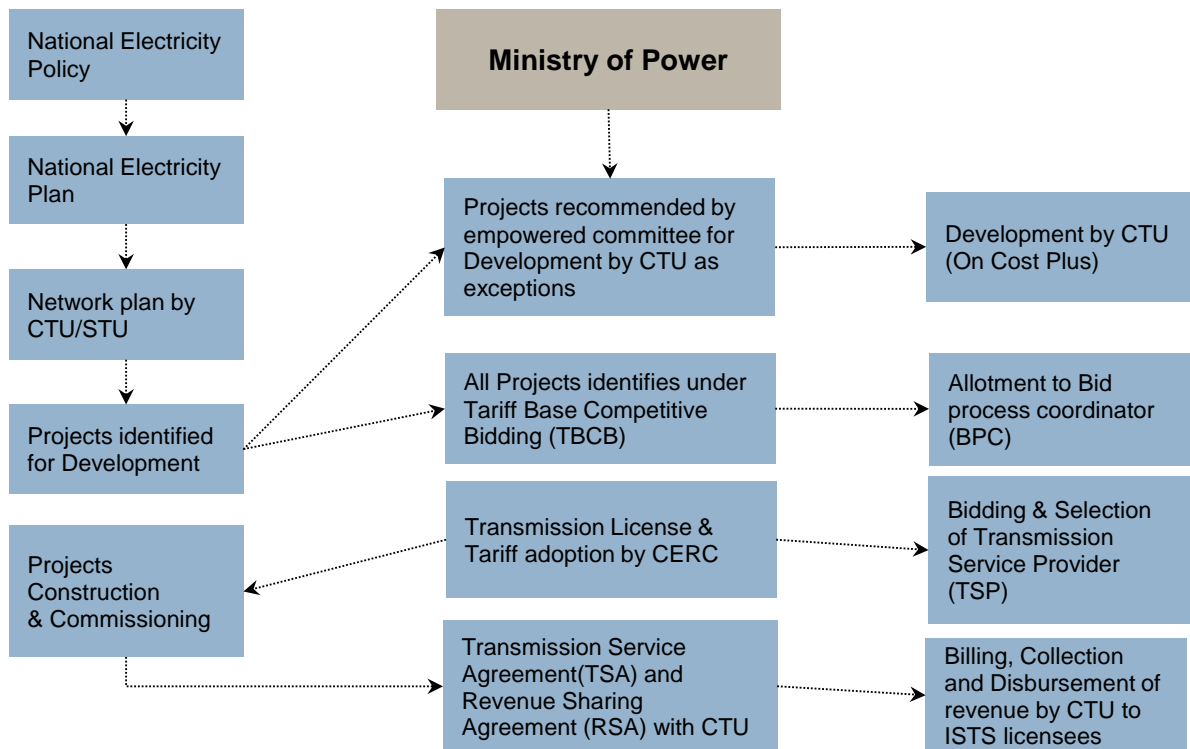 National Electricity
Policy
Ministry of Power
National Electricity
Plan
Projects recommended by
empowered committee for
Development by CTU as
exceptions
Development by CTU
(On Cost Plus)
Network plan by
CTU/STU
All Projects identifies under
Tariff Base Competitive
Bidding (TBCB)
Allotment to Bid
process coordinator
(BPC)
Projects identified
for Development
Transmission License &
Tariff adoption by CERC
Bidding & Selection
of Transmission
Service Provider
(TSP)
Projects
Construction
& Commissioning
Transmission Service
Agreement(TSA) and
Revenue Sharing
Agreement (RSA) with CTU
Billing, Collection
and Disbursement of
revenue by CTU to
ISTS licensees